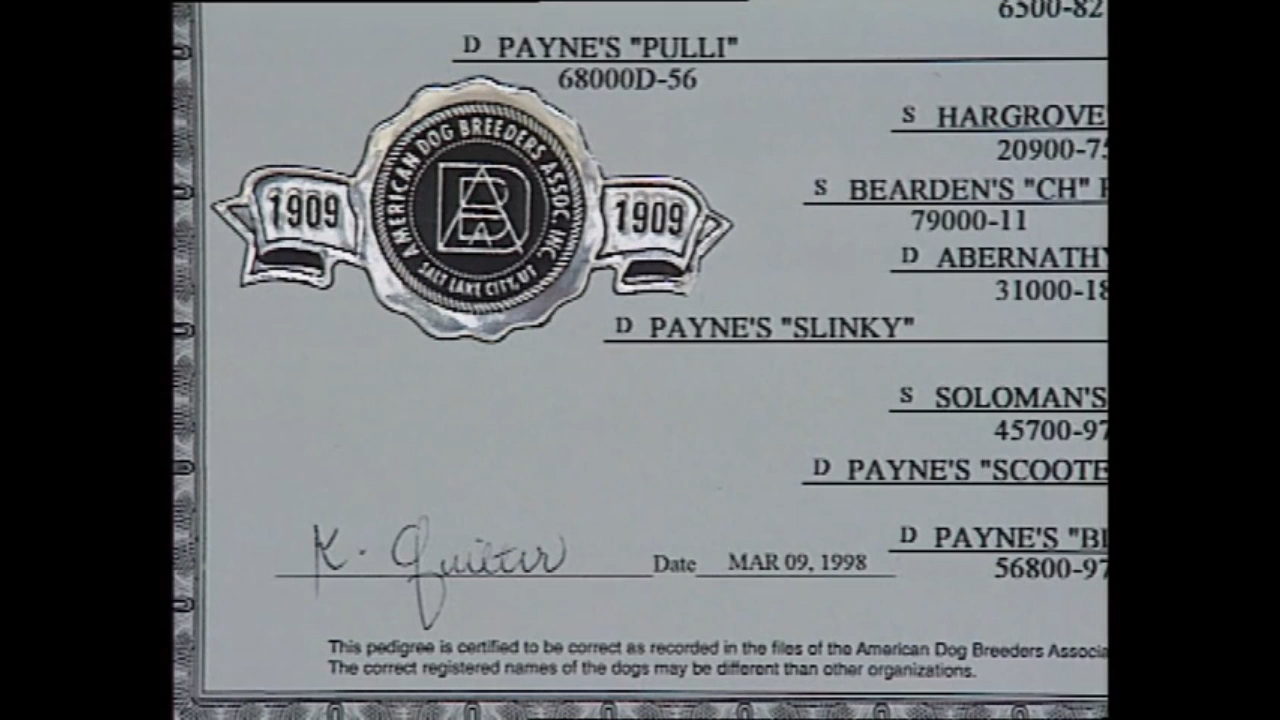 6500-82
D PAYNE'S "PULLI"
68000D-56
S HARGROVE'
20900-75
AMERICAN DOG BREEDERS ASSOC. INC.
SALT LAKE CITY, UT
ADBA
1909
1909
S BEARDEN'S "CH"
79000-11
D ABERNATHY
31000-18
D PAYNE'S "SLINKY"
S SOLOMAN'S
45700-97
D PAYNE'S "SCOOTE
K. Quilter
Date MAR 09, 1998
D PAYNE'S "BI
56800-97
This pedigree is certified to be correct as recorded in the files of the American Dog Breeders Associa
The correct registered names of the dogs may be different than other organizations.